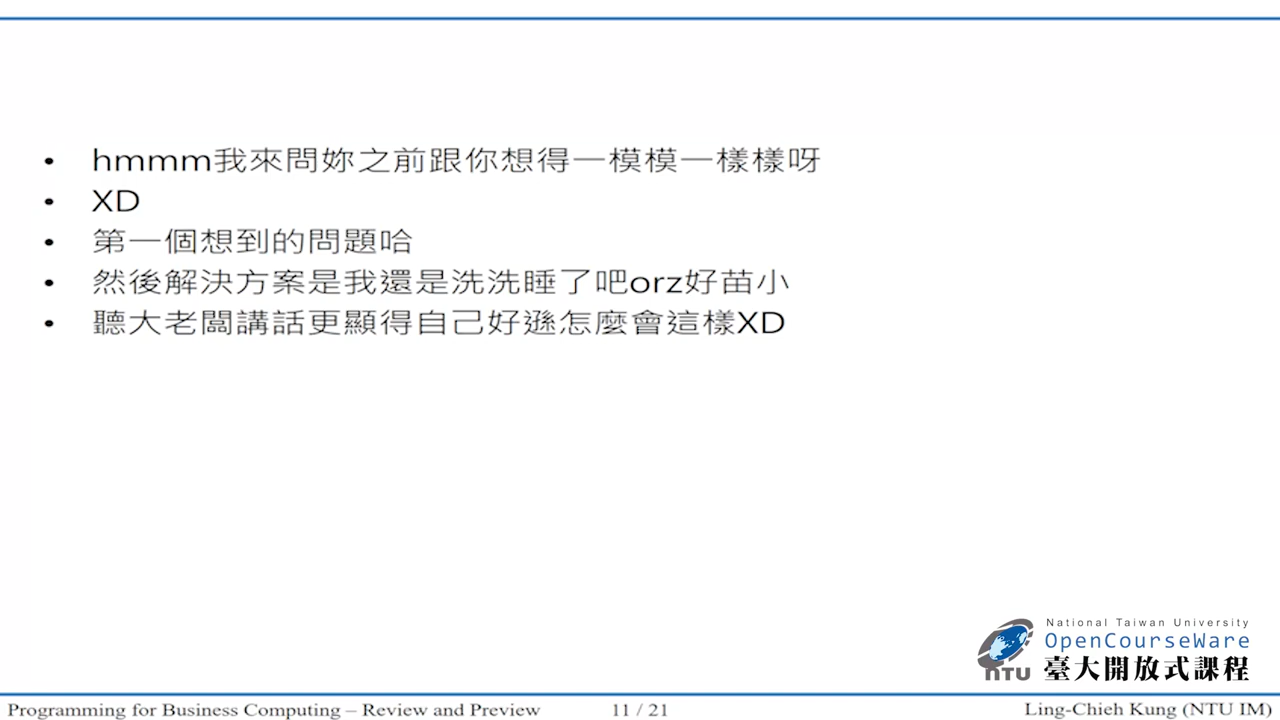 • hmmm我來問妳之前跟你想得一模模一樣樣呀
• XD
• 第一個想到的問題哈
• 然後解決方案是我還是洗洗睡了吧orz好苗小
• 聽大老闆講話更顯得自己好遜怎麼會這樣XD
National Taiwan University
OpenCourseWare
NTU 臺大開放式課程
Programming for Business Computing – Review and Preview 11 / 21 Ling-Chieh Kung (NTU IM)